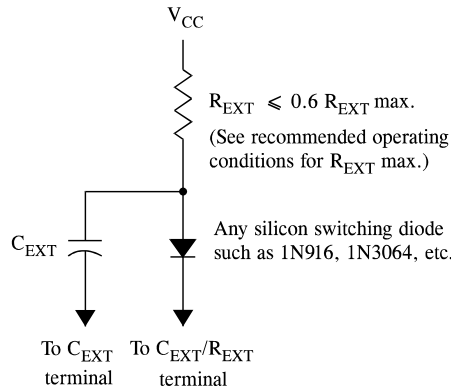 V_CC
R_EXT ⩽ 0.6 R_EXT max.
(See recommended operating
conditions for R_EXT max.)
Any silicon switching diode
such as 1N916, 1N3064, etc.
C_EXT
To C_EXT
terminal
To C_EXT/R_EXT
terminal